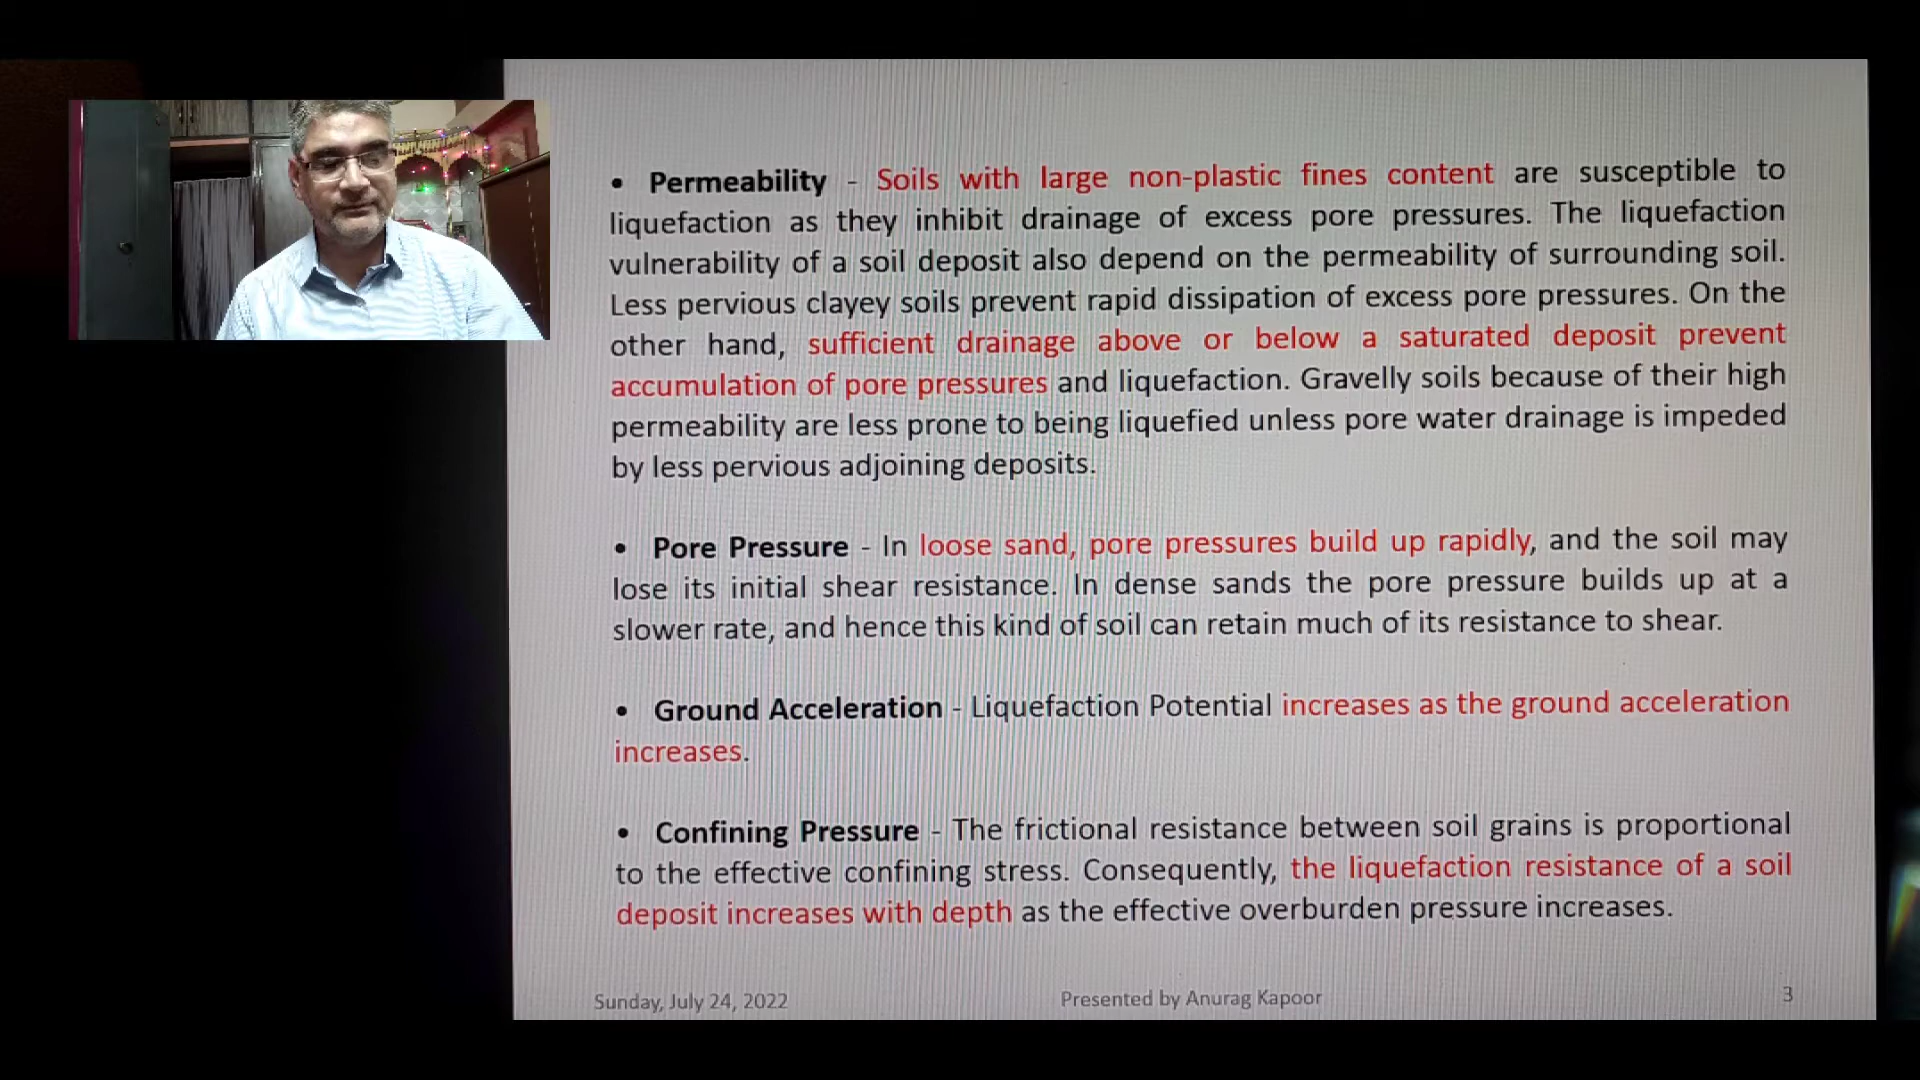 • Permeability - Soils with large non-plastic fines content are susceptible to
liquefaction as they inhibit drainage of excess pore pressures. The liquefaction
vulnerability of a soil deposit also depend on the permeability of surrounding soil.
Less pervious clayey soils prevent rapid dissipation of excess pore pressures. On the
other hand, sufficient drainage above or below a saturated deposit prevent
accumulation of pore pressures and liquefaction. Gravelly soils because of their high
permeability are less prone to being liquefied unless pore water drainage is impeded
by less pervious adjoining deposits.
• Pore Pressure - In loose sand, pore pressures build up rapidly, and the soil may
lose its initial shear resistance. In dense sands the pore pressure builds up at a
slower rate, and hence this kind of soil can retain much of its resistance to shear.
• Ground Acceleration - Liquefaction Potential increases as the ground acceleration
increases.
• Confining Pressure - The frictional resistance between soil grains is proportional
to the effective confining stress. Consequently, the liquefaction resistance of a soil
deposit increases with depth as the effective overburden pressure increases.
Sunday, July 24, 2022
Presented by Anurag Kapoor
3